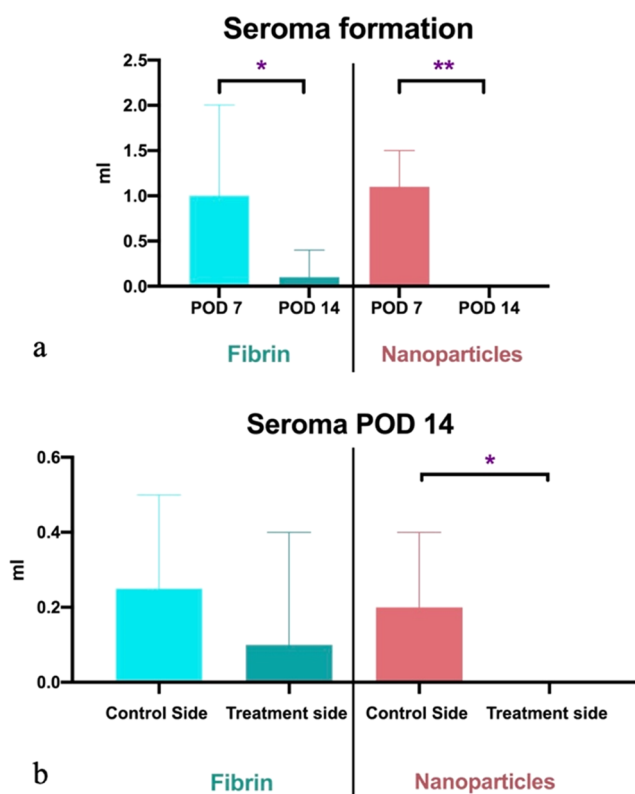 Seroma formation
* **
2.5
2.0
1.5
1.0
0.5
0.0
ml
POD 7 POD 14 POD 7 POD 14
Fibrin Nanoparticles
a
Seroma POD 14
*
0.6
0.4
0.2
0.0
ml
Control Side Treatment side Control Side Treatment side
Fibrin Nanoparticles
b